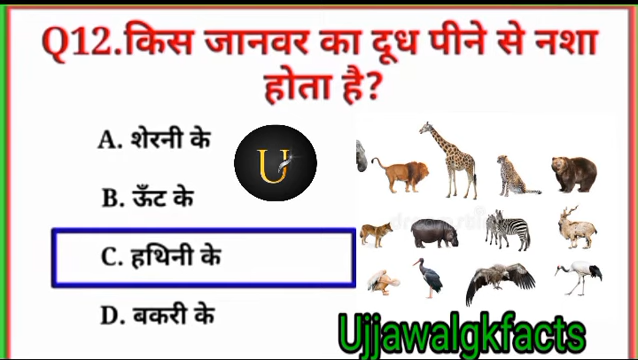 Q12.किस जानवर का दूध पीने से नशा
होता है?
A. शेरनी के
B. ऊँट के
C. हथिनी के
D. बकरी के
U
Ujjawalgkfacts